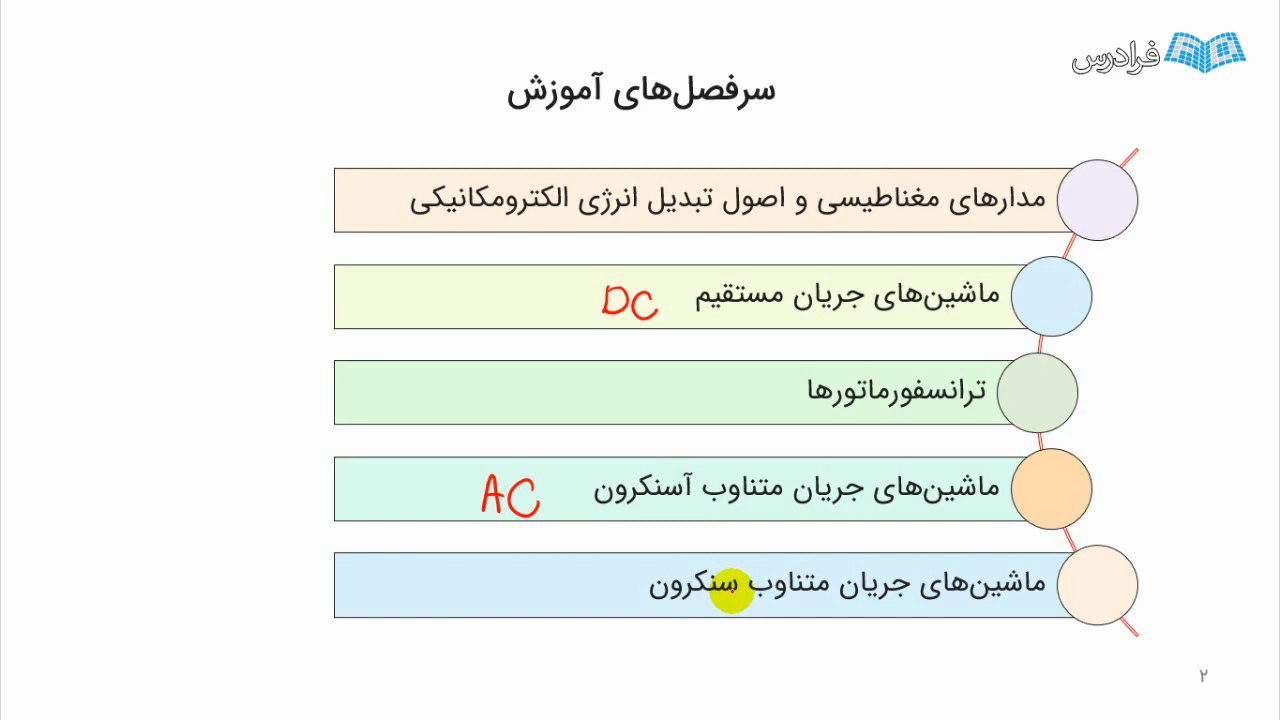 فرادرس
سرفصل‌های آموزش
مدارهای مغناطیسی و اصول تبدیل انرژی الکترومکانیکی
ماشین‌های جریان مستقیم DC
ترانسفورماتورها
ماشین‌های جریان متناوب آسنکرون AC
ماشین‌های جریان متناوب سنکرون
۲